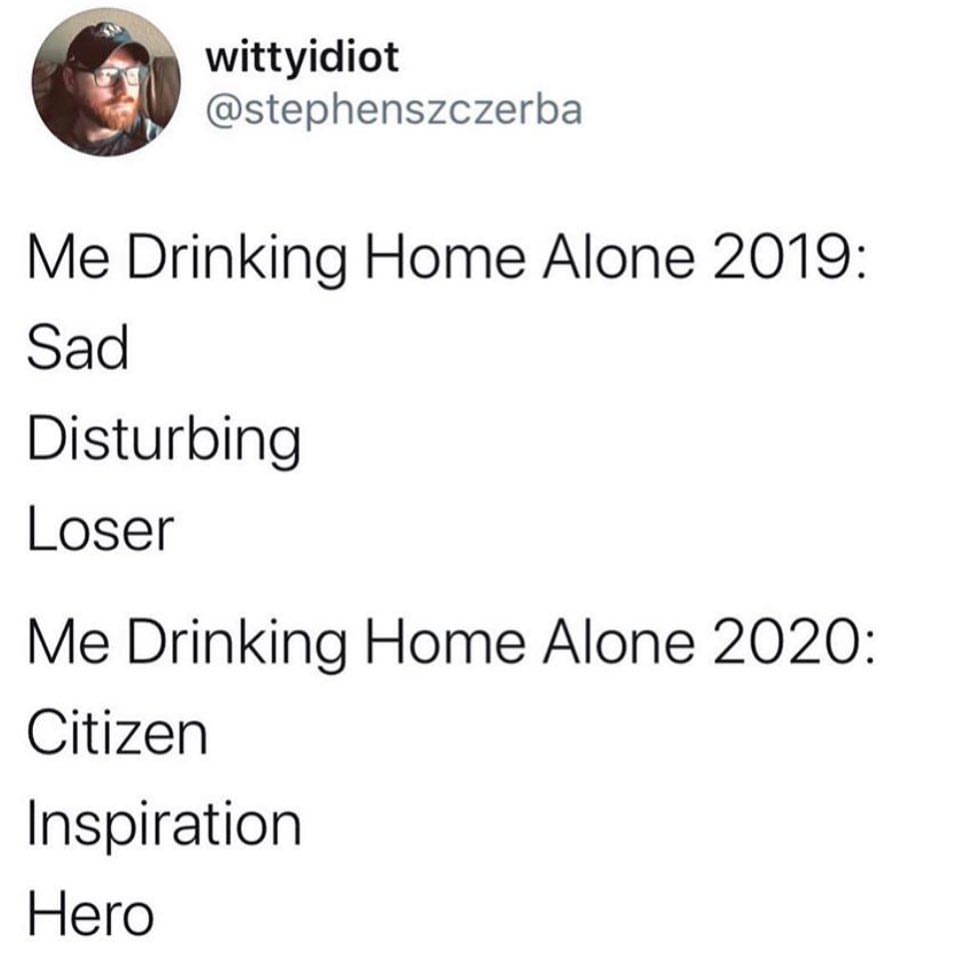 wittyidiot
@stephenszczerba
Me Drinking Home Alone 2019:
Sad
Disturbing
Loser
Me Drinking Home Alone 2020:
Citizen
Inspiration
Hero